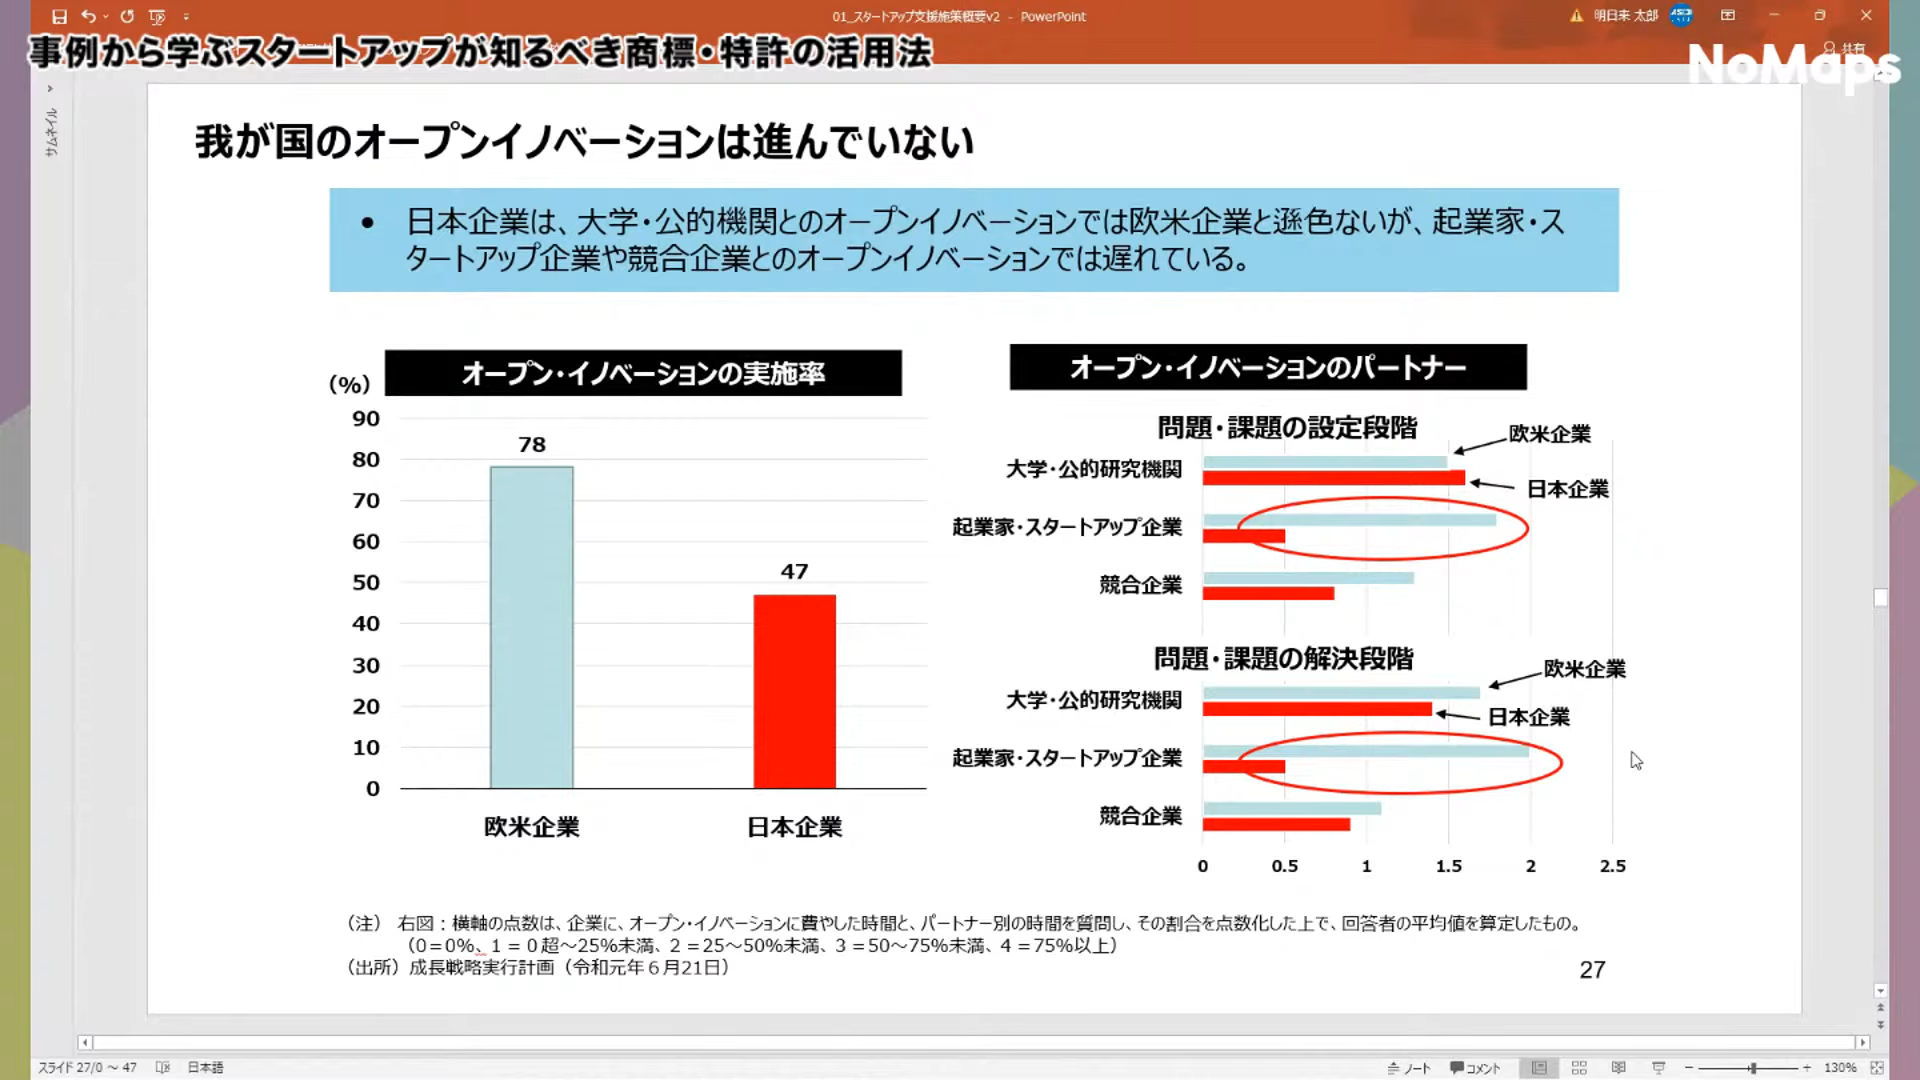 01_スタートアップ支援施策概要v2 - PowerPoint
明日来 太郎
共有
事例から学ぶスタートアップが知るべき商標・特許の活用法
NoMaps
サムネイル
我が国のオープンイノベーションは進んでいない
• 日本企業は、大学・公的機関とのオープンイノベーションでは欧米企業と遜色ないが、起業家・ス
タートアップ企業や競合企業とのオープンイノベーションでは遅れている。
オープン・イノベーションの実施率
(%)
90
80
70
60
50
40
30
20
10
0
78
47
欧米企業
日本企業
オープン・イノベーションのパートナー
問題・課題の設定段階
欧米企業
大学・公的研究機関
日本企業
起業家・スタートアップ企業
競合企業
問題・課題の解決段階
欧米企業
大学・公的研究機関
日本企業
起業家・スタートアップ企業
競合企業
0 0.5 1 1.5 2 2.5
（注） 右図：横軸の点数は、企業に、オープン・イノベーションに費やした時間と、パートナー別の時間を質問し、その割合を点数化した上で、回答者の平均値を算定したもの。
（０＝0%、１＝０超～25%未満、２＝25～50%未満、３＝50～75%未満、４＝75%以上）
（出所）成長戦略実行計画（令和元年６月21日）
27
スライド 27/0 ～ 47
日本語
ノート
コメント
130%